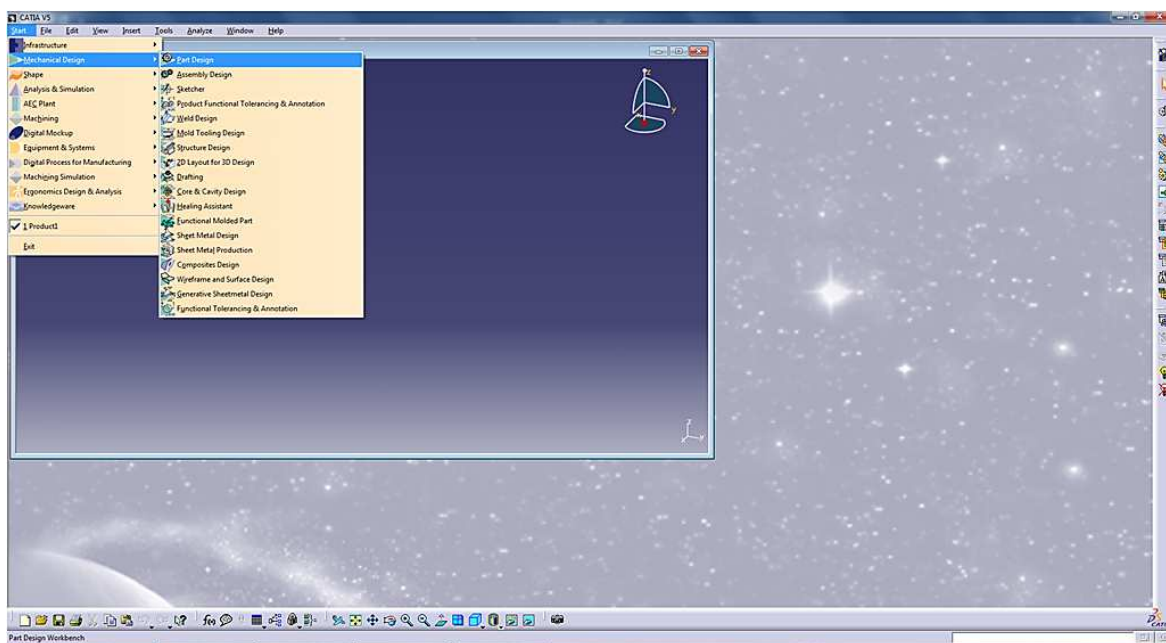 CATIA V5
Start File Edit View Insert Tools Analyze Window Help
Infrastructure
Mechanical Design
Shape
Analysis & Simulation
AEC Plant
Machining
Digital Mockup
Equipment & Systems
Digital Process for Manufacturing
Machining Simulation
Ergonomics Design & Analysis
Knowledgeware
1 Product1
Exit
Part Design
Assembly Design
Sketcher
Product Functional Tolerancing & Annotation
Weld Design
Mold Tooling Design
Structure Design
2D Layout for 3D Design
Drafting
Core & Cavity Design
Healing Assistant
Functional Molded Part
Sheet Metal Design
Sheet Metal Production
Composites Design
Wireframe and Surface Design
Generative Sheetmetal Design
Functional Tolerancing & Annotation
z
y
z
y
f(x)
CATIA
Part Design Workbench